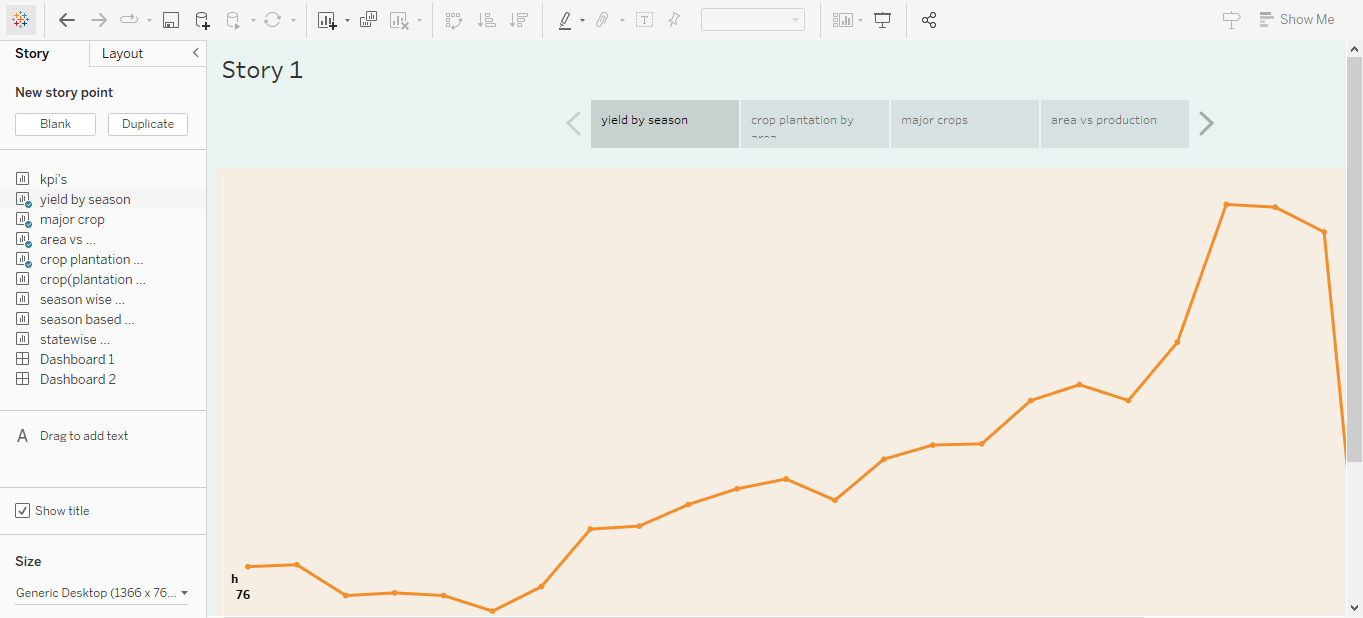 Show Me
Story
Layout
New story point
Blank
Duplicate
kpi's
yield by season
major crop
area vs ...
crop plantation ...
crop(plantation ...
season wise ...
season based ...
statewise ...
Dashboard 1
Dashboard 2
A Drag to add text
Show title
Size
Generic Desktop (1366 x 76...
Story 1
yield by season
crop plantation by
area
major crops
area vs production
h
76